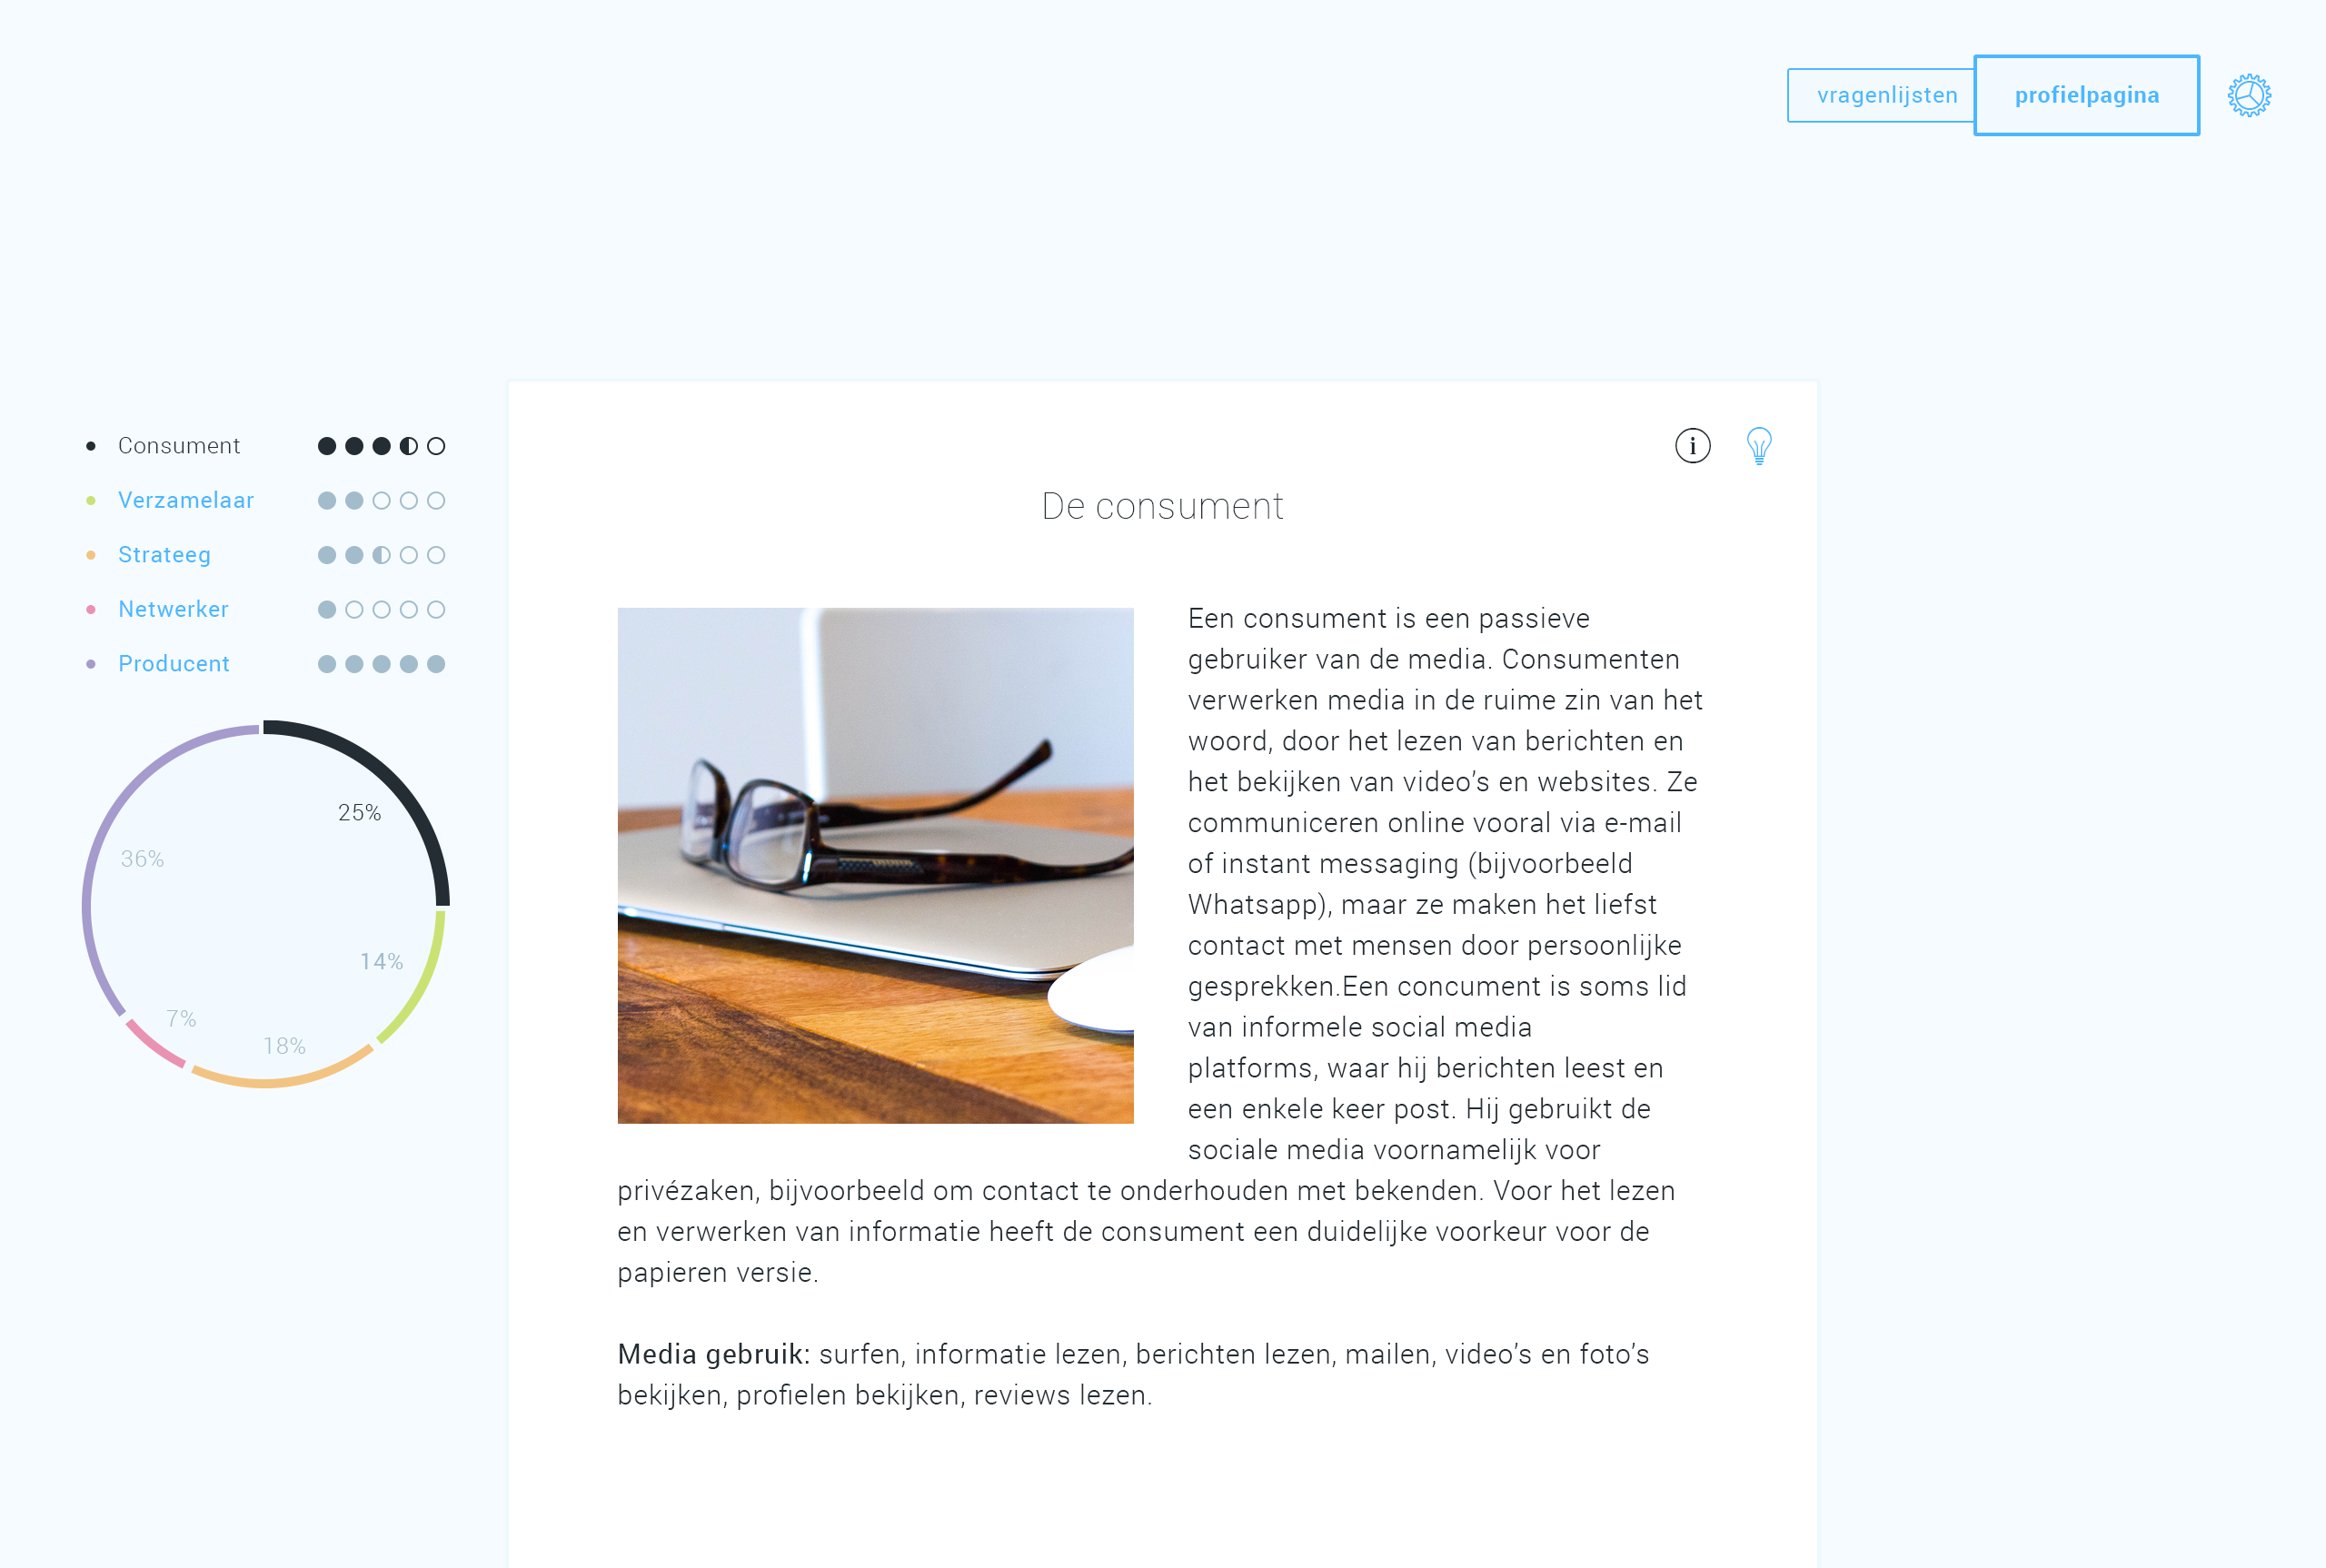 vragenlijsten
profielpagina
Consument
Verzamelaar
Strateeg
Netwerker
Producent
25%
36%
14%
7%
18%
i
De consument
Een consument is een passieve
gebruiker van de media. Consumenten
verwerken media in de ruime zin van het
woord, door het lezen van berichten en
het bekijken van video’s en websites. Ze
communiceren online vooral via e-mail
of instant messaging (bijvoorbeeld
Whatsapp), maar ze maken het liefst
contact met mensen door persoonlijke
gesprekken.Een concument is soms lid
van informele social media
platforms, waar hij berichten leest en
een enkele keer post. Hij gebruikt de
sociale media voornamelijk voor
privézaken, bijvoorbeeld om contact te onderhouden met bekenden. Voor het lezen
en verwerken van informatie heeft de consument een duidelijke voorkeur voor de
papieren versie.
Media gebruik: surfen, informatie lezen, berichten lezen, mailen, video’s en foto’s
bekijken, profielen bekijken, reviews lezen.